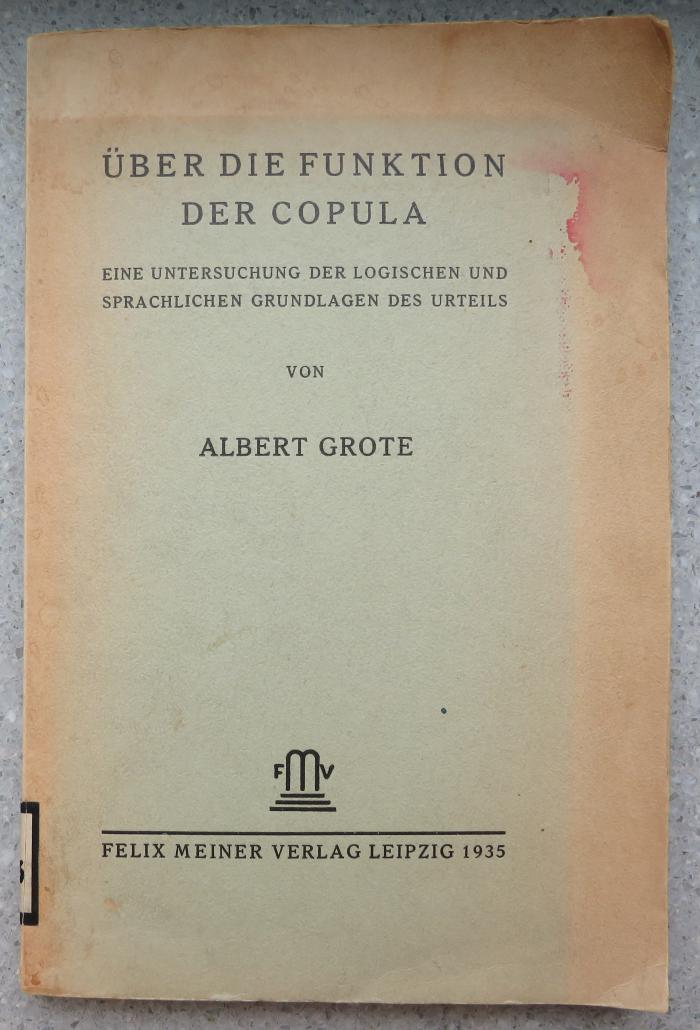 ÜBER DIE FUNKTION
DER COPULA
EINE UNTERSUCHUNG DER LOGISCHEN UND
SPRACHLICHEN GRUNDLAGEN DES URTEILS
VON
ALBERT GROTE
FMV
FELIX MEINER VERLAG LEIPZIG 1935